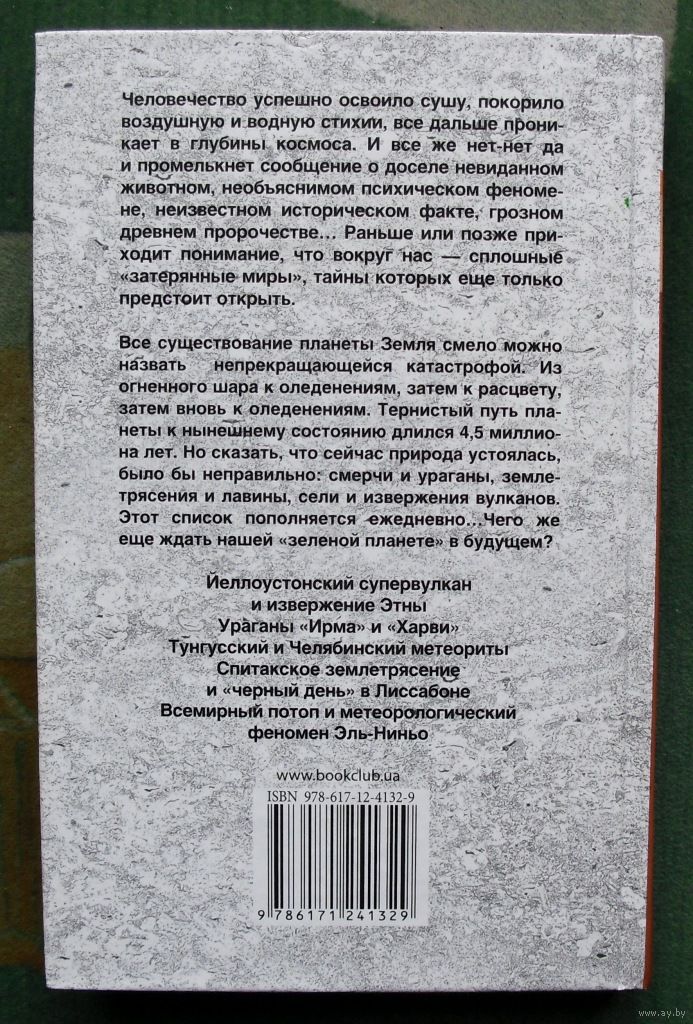 Человечество успешно освоило сушу, покорило
воздушную и водную стихии, все дальше прони-
кает в глубины космоса. И все же нет-нет да
и промелькнет сообщение о доселе невиданном
животном, необъяснимом психическом феноме-
не, неизвестном историческом факте, грозном
древнем пророчестве... Раньше или позже при-
ходит понимание, что вокруг нас — сплошные
«затерянные миры», тайны которых еще только
предстоит открыть.
Все существование планеты Земля смело можно
назвать непрекращающейся катастрофой. Из
огненного шара к оледенениям, затем к расцвету,
затем вновь к оледенениям. Тернистый путь пла-
неты к нынешнему состоянию длился 4,5 миллио-
на лет. Но сказать, что сейчас природа устоялась,
было бы неправильно: смерчи и ураганы, земле-
трясения и лавины, сели и извержения вулканов.
Этот список пополняется ежедневно...Чего же
еще ждать нашей «зеленой планете» в будущем?
Йеллоустонский супервулкан
и извержение Этны
Ураганы «Ирма» и «Харви»
Тунгусский и Челябинский метеориты
Спитакское землетрясение
и «черный день» в Лиссабоне
Всемирный потоп и метеорологический
феномен Эль-Ниньо
www.bookclub.ua
ISBN 978-617-12-4132-9
9 786171 241329
www.ay.by